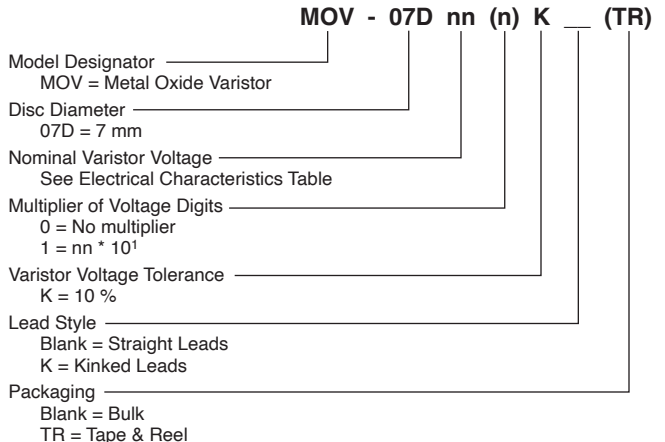 MOV - 07D nn (n) K __ (TR)
Model Designator
MOV = Metal Oxide Varistor
Disc Diameter
07D = 7 mm
Nominal Varistor Voltage
See Electrical Characteristics Table
Multiplier of Voltage Digits
0 = No multiplier
1 = nn * 10¹
Varistor Voltage Tolerance
K = 10 %
Lead Style
Blank = Straight Leads
K = Kinked Leads
Packaging
Blank = Bulk
TR = Tape & Reel